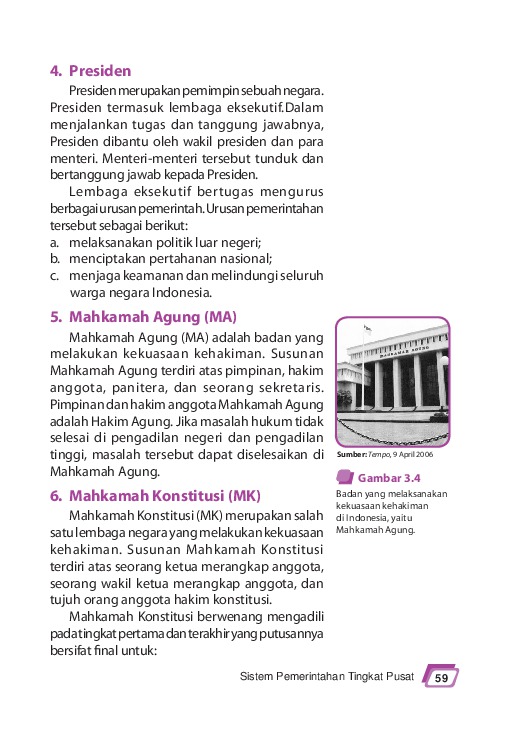 4. Presiden
Presiden merupakan pemimpin sebuah negara.
Presiden termasuk lembaga eksekutif.Dalam
menjalankan tugas dan tanggung jawabnya,
Presiden dibantu oleh wakil presiden dan para
menteri. Menteri-menteri tersebut tunduk dan
bertanggung jawab kepada Presiden.
Lembaga eksekutif bertugas mengurus
berbagai urusan pemerintah. Urusan pemerintahan
tersebut sebagai berikut:
a. melaksanakan politik luar negeri;
b. menciptakan pertahanan nasional;
c. menjaga keamanan dan melindungi seluruh
warga negara Indonesia.
5. Mahkamah Agung (MA)
Mahkamah Agung (MA) adalah badan yang
melakukan kekuasaan kehakiman. Susunan
Mahkamah Agung terdiri atas pimpinan, hakim
anggota, panitera, dan seorang sekretaris.
Pimpinan dan hakim anggota Mahkamah Agung
adalah Hakim Agung. Jika masalah hukum tidak
selesai di pengadilan negeri dan pengadilan
tinggi, masalah tersebut dapat diselesaikan di
Mahkamah Agung.
MAHKAMAH AGUNG
Sumber: Tempo, 9 April 2006
Gambar 3.4
Badan yang melaksanakan
kekuasaan kehakiman
di Indonesia, yaitu
Mahkamah Agung.
6. Mahkamah Konstitusi (MK)
Mahkamah Konstitusi (MK) merupakan salah
satu lembaga negara yang melakukan kekuasaan
kehakiman. Susunan Mahkamah Konstitusi
terdiri atas seorang ketua merangkap anggota,
seorang wakil ketua merangkap anggota, dan
tujuh orang anggota hakim konstitusi.
Mahkamah Konstitusi berwenang mengadili
pada tingkat pertama dan terakhir yang putusannya
bersifat final untuk:
Sistem Pemerintahan Tingkat Pusat 59